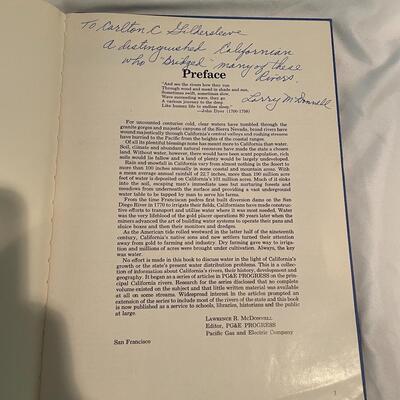 To Carlton C Gildersleeve
A distinguished Californian
who "Bridged" many of these
Rivers.
Larry McDonnell
Preface
"And see the rivers how they run
Through wood and mead in shade and sun,
Sometimes swift, sometimes slow,
Wave succeeding wave, they go
A various journey to the deep
Like human life to endless sleep."
—John Dyer (1700-1758)
For uncounted centuries cold, clear waters have tumbled through the
granite gorges and majestic canyons of the Sierra Nevada, broad rivers have
wound majestically through California's central valleys and rushing streams
have hurried to the Pacific from the heights of the coastal ranges.
Of all its plentiful blessings none has meant more to California than water.
Soil, climate and abundant natural resources have made the state a chosen
land. Without water, however, there would have been scant population, rich
soils would lie fallow and a land of plenty would be largely undeveloped.
Rain and snowfall in California vary from almost nothing in the desert to
more than 100 inches annually in some coastal and mountain areas. With
a mean average annual rainfall of 22.7 inches, more than 190 million acre
feet of water is deposited on California's 101 million acres. Much of it sinks
into the soil, escaping man's immediate uses but nurturing forests and
meadows from underneath the surface and providing a vast underground
water table to be tapped by man to serve his farms.
From the time Franciscan padres first built diversion dams on the San
Diego River in 1770 to irrigate their fields, Californians have made construc-
tive efforts to transport and utilize water where it was most needed. Water
was the very lifeblood of the gold placer operations 80 years later when the
miners advanced the art of building water systems to operate their pans and
sluice boxes and then their monitors and dredges.
As the American tide rolled westward in the latter half of the nineteenth
century, California's native sons and new settlers turned their attention
away from gold to farming and industry. Dry farming gave way to irriga-
tion and millions of acres were brought under cultivation. Always, the key
was water.
No effort is made in this book to discuss water in the light of California's
growth or the state's present water distribution problems. This is a collec-
tion of information about California's rivers, their history, development and
geography. It began as a series of articles in PG&E PROGRESS on the
principal California rivers. Research for the series disclosed that no complete
volume existed on the subject and that little written material was available
at all on some streams. Widespread interest in the articles prompted an
extension of the series to include most of the rivers of the state and this book
is now published as a service to schools, libraries, historians and the public
at large.
LAWRENCE R. MCDONNELL
Editor, PG&E PROGRESS
Pacific Gas and Electric Company
San Francisco